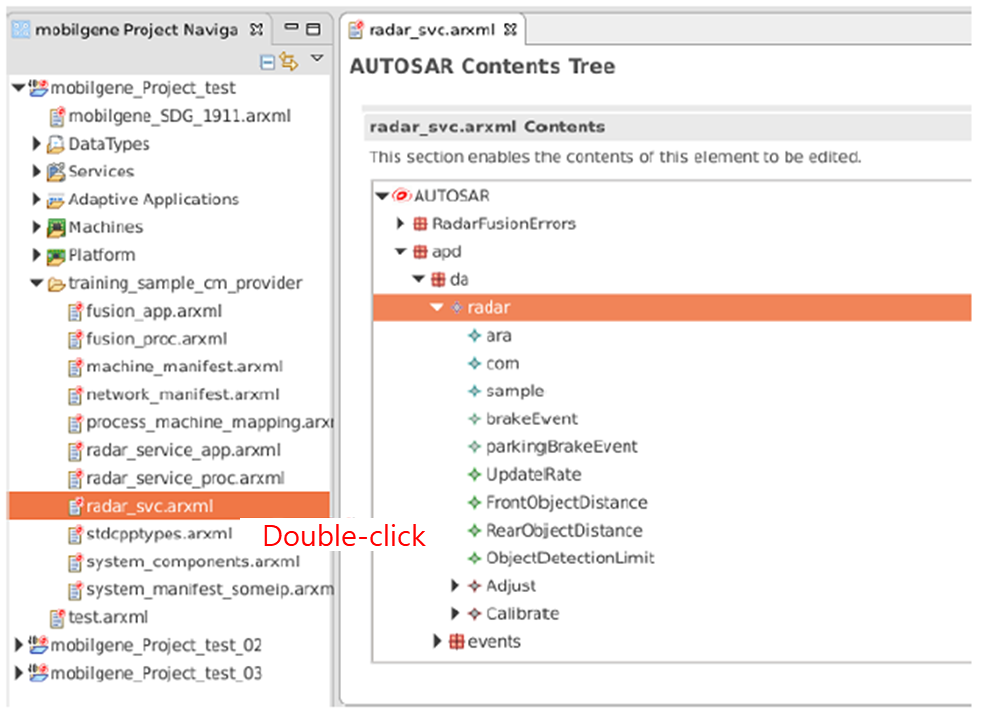 mobilgene Project Naviga
mobilgene_Project_test
mobilgene_SDG_1911.arxml
DataTypes
Services
Adaptive Applications
Machines
Platform
training_sample_cm_provider
fusion_app.arxml
fusion_proc.arxml
machine_manifest.arxml
network_manifest.arxml
process_machine_mapping.arx
radar_service_app.arxml
radar_service_proc.arxml
radar_svc.arxml
stdcpptypes.arxml
system_components.arxml
system_manifest_someip.arxm
test.arxml
mobilgene_Project_test_02
mobilgene_Project_test_03
Double-click
radar_svc.arxml
AUTOSAR Contents Tree
radar_svc.arxml Contents
This section enables the contents of this element to be edited.
AUTOSAR
RadarFusionErrors
apd
da
radar
ara
com
sample
brakeEvent
parkingBrakeEvent
UpdateRate
FrontObjectDistance
RearObjectDistance
ObjectDetectionLimit
Adjust
Calibrate
events